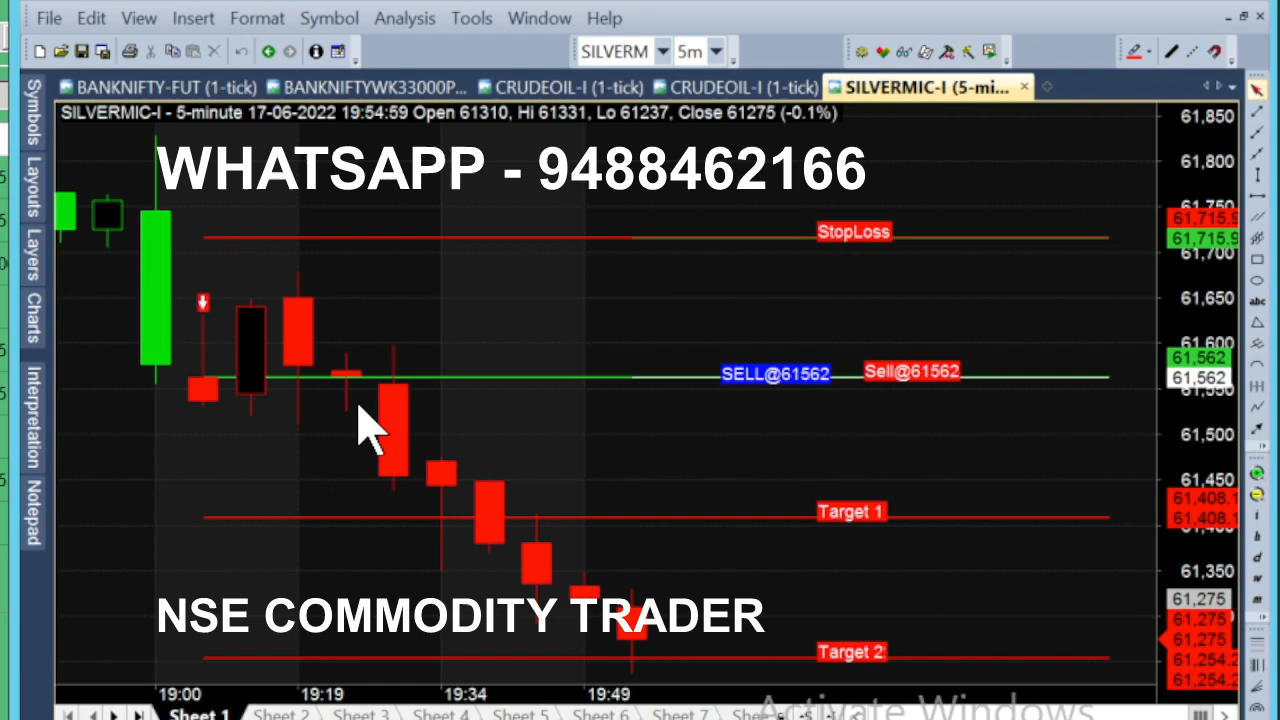 File Edit View Insert Format Symbol Analysis Tools Window Help
SILVERM 5m
BANKNIFTY-FUT (1-tick) BANKNIFTYWK33000P... CRUDEOIL-I (1-tick) CRUDEOIL-I (1-tick) SILVERMIC-I (5-mi...
SILVERMIC-I - 5-minute 17-06-2022 19:54:59 Open 61310, Hi 61331, Lo 61237, Close 61275 (-0.1%)
Symbols
Layouts
Layers
Charts
Interpretation
Notepad
WHATSAPP - 9488462166
StopLoss
SELL@61562 Sell@61562
Target 1
NSE COMMODITY TRADER
Target 2
61,850
61,800
61,750
61,715.9
61,715.9
61,700
61,650
61,600
61,562
61,562
61,550
61,500
61,450
61,408.1
61,408.1
61,400
61,350
61,275
61,275
61,275
61,254.2
61,254.2
abc
19:00 19:19 19:34 19:49
Sheet 1 Sheet 2 Sheet 3 Sheet 4 Sheet 5 Sheet 6 Sheet 7
Activate Windows